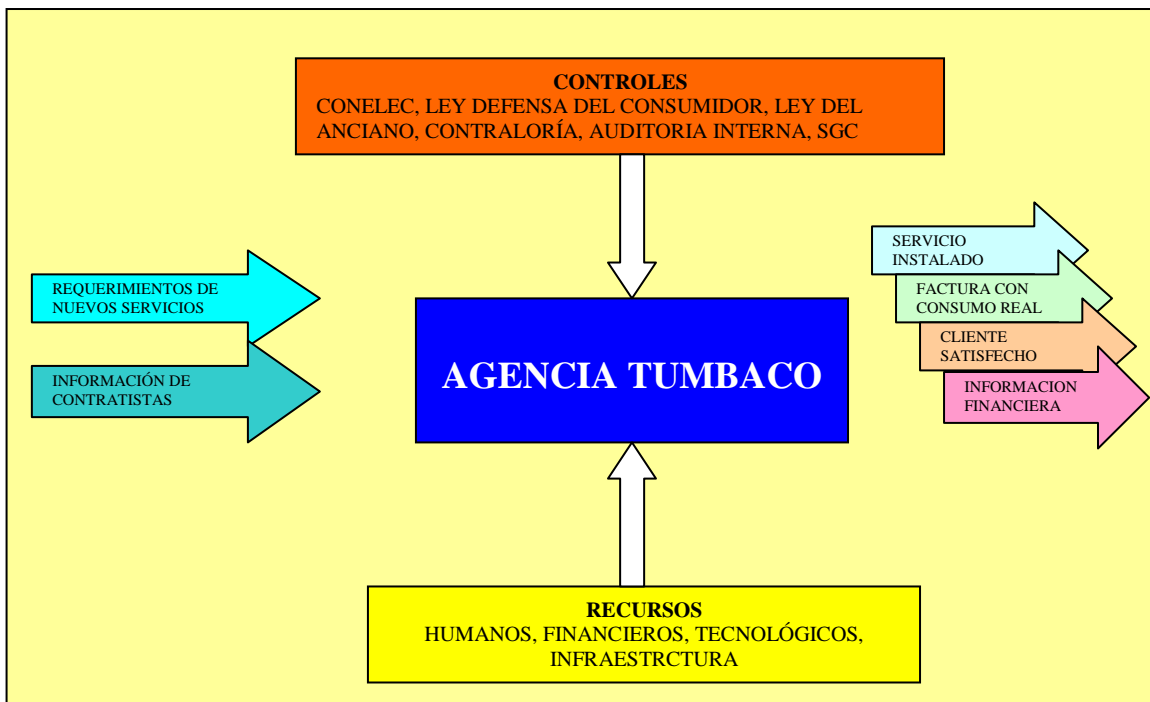 CONTROLES
CONELEC, LEY DEFENSA DEL CONSUMIDOR, LEY DEL
ANCIANO, CONTRALORÍA, AUDITORIA INTERNA, SGC
REQUERIMIENTOS DE
NUEVOS SERVICIOS
INFORMACIÓN DE
CONTRATISTAS
AGENCIA TUMBACO
SERVICIO
INSTALADO
FACTURA CON
CONSUMO REAL
CLIENTE
SATISFECHO
INFORMACION
FINANCIERA
RECURSOS
HUMANOS, FINANCIEROS, TECNOLÓGICOS,
INFRAESTRCTURA